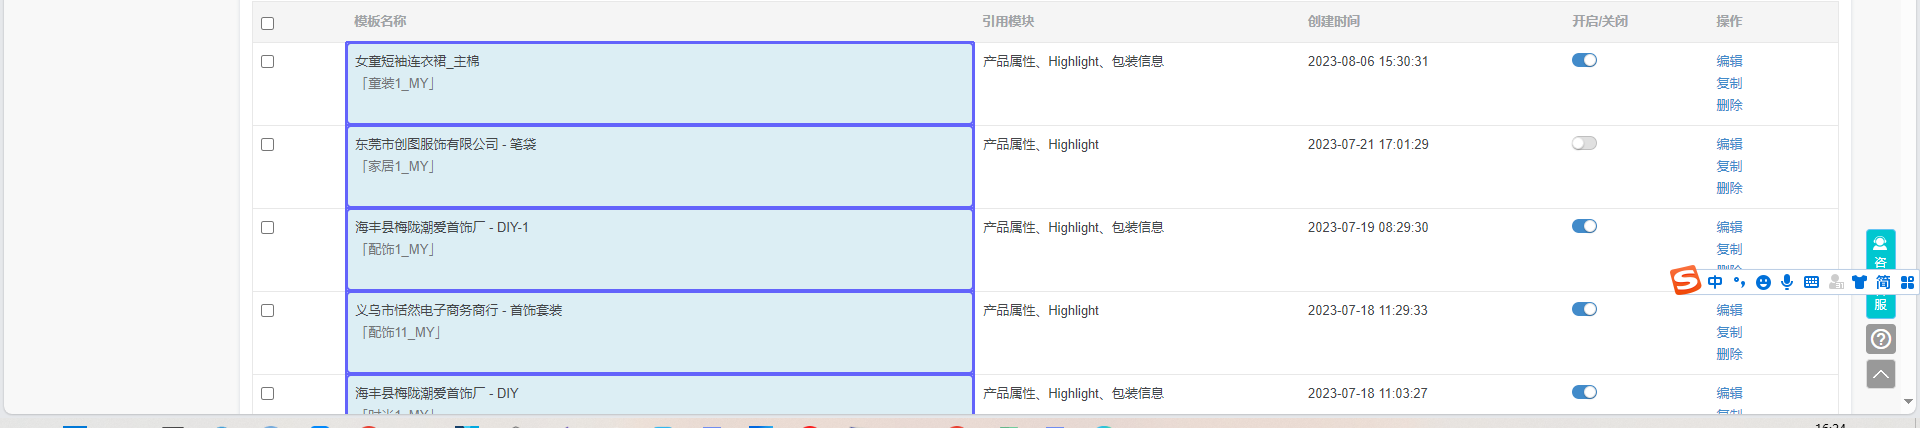 模板名称 引用模块 创建时间 开启/关闭 操作
女童短袖连衣裙_主棉 产品属性、Highlight、包装信息 2023-08-06 15:30:31 编辑
「童装1_MY」 复制
删除
东莞市创图服饰有限公司 - 笔袋 产品属性、Highlight 2023-07-21 17:01:29 编辑
「家居1_MY」 复制
删除
海丰县梅陇潮爱首饰厂 - DIY-1 产品属性、Highlight、包装信息 2023-07-19 08:29:30 编辑
「配饰1_MY」 复制
咨
中 简
服
义乌市恬然电子商务商行 - 首饰套装 产品属性、Highlight 2023-07-18 11:29:33 编辑
「配饰11_MY」 复制
删除
海丰县梅陇潮爱首饰厂 - DIY 产品属性、Highlight、包装信息 2023-07-18 11:03:27 编辑